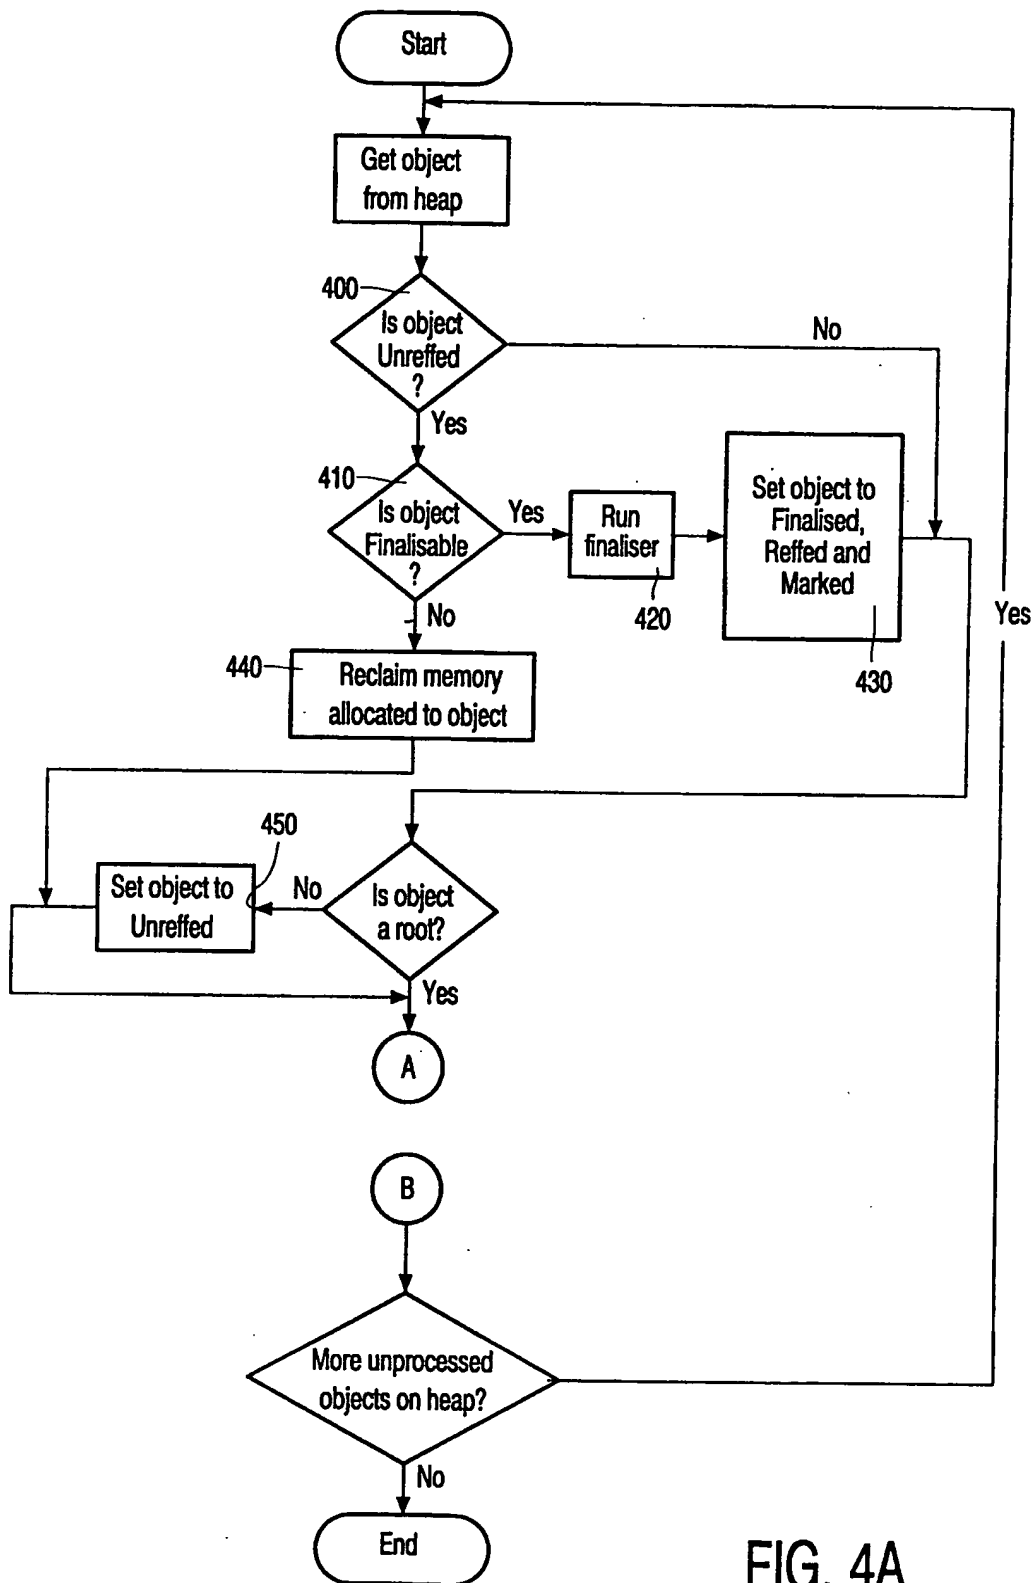 Start
Get object
from heap
400
Is object
Unreffed
?
No
Yes
410
Is object
Finalisable
?
Yes
Run
finaliser
420
Set object to
Finalised,
Reffed and
Marked
430
Yes
No
440
Reclaim memory
allocated to object
450
Set object to
Unreffed
No
Is object
a root?
Yes
A
B
More unprocessed
objects on heap?
No
End
FIG. 4A